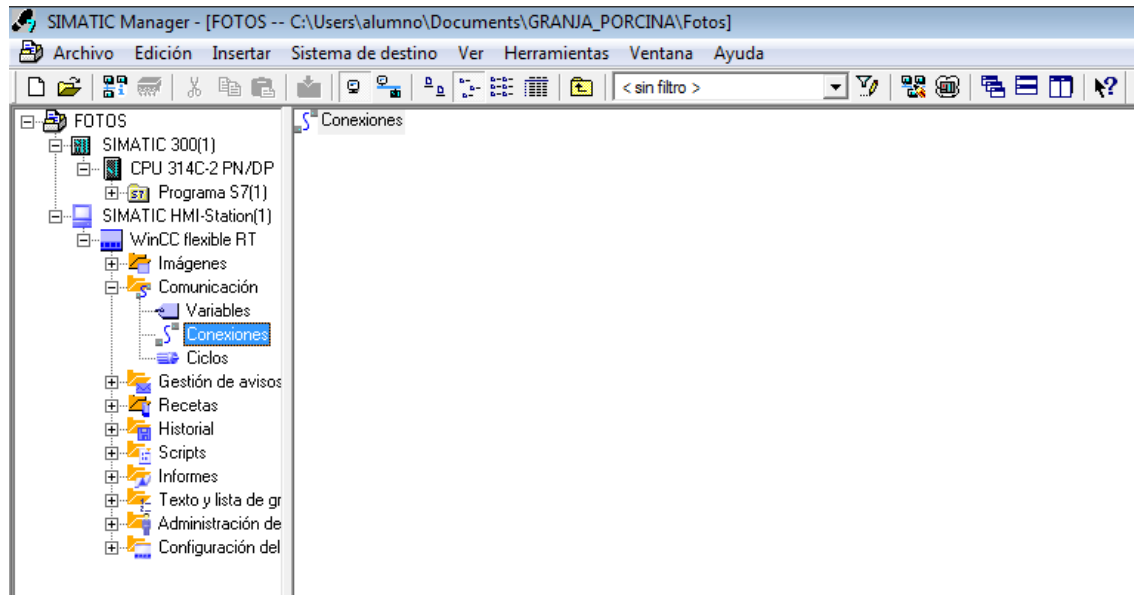 SIMATIC Manager - [FOTOS -- C:\Users\alumno\Documents\GRANJA_PORCINA\Fotos]
Archivo Edición Insertar Sistema de destino Ver Herramientas Ventana Ayuda
< sin filtro >
FOTOS
SIMATIC 300(1)
CPU 314C-2 PN/DP
S7 Programa S7(1)
SIMATIC HMI-Station(1)
WinCC flexible RT
Imágenes
Comunicación
Variables
Conexiones
Ciclos
Gestión de avisos
Recetas
Historial
Scripts
Informes
Texto y lista de gr
Administración de
Configuración del
Conexiones